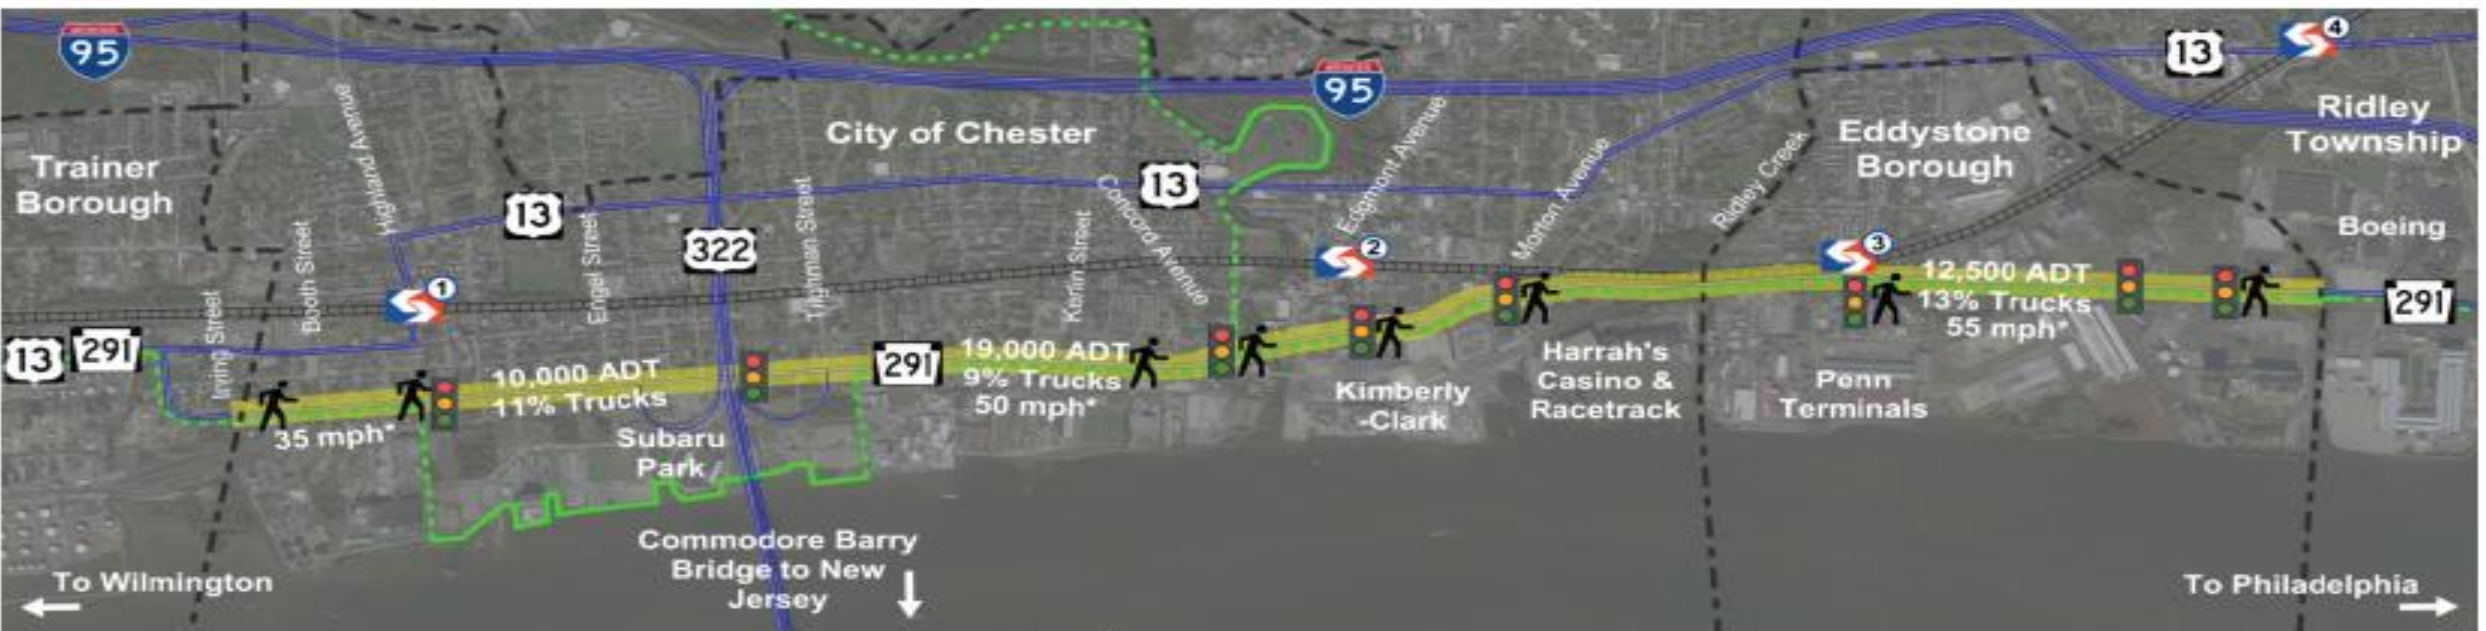 95
13
4
Ridley
Township
95
City of Chester
Eddystone
Borough
Trainer
Borough
Highland Avenue
13
13
Edgmont Avenue
Morton Avenue
Ridley Creek
Boeing
322
Booth Street
Engel Street
Tilghman Street
Kerlin Street
Concord Avenue
1
2
3
Irving Street
13
291
10,000 ADT
11% Trucks
35 mph*
291
19,000 ADT
9% Trucks
50 mph*
12,500 ADT
13% Trucks
55 mph*
291
Subaru
Park
Kimberly
-Clark
Harrah's
Casino &
Racetrack
Penn
Terminals
Commodore Barry
Bridge to New
Jersey
To Wilmington
To Philadelphia